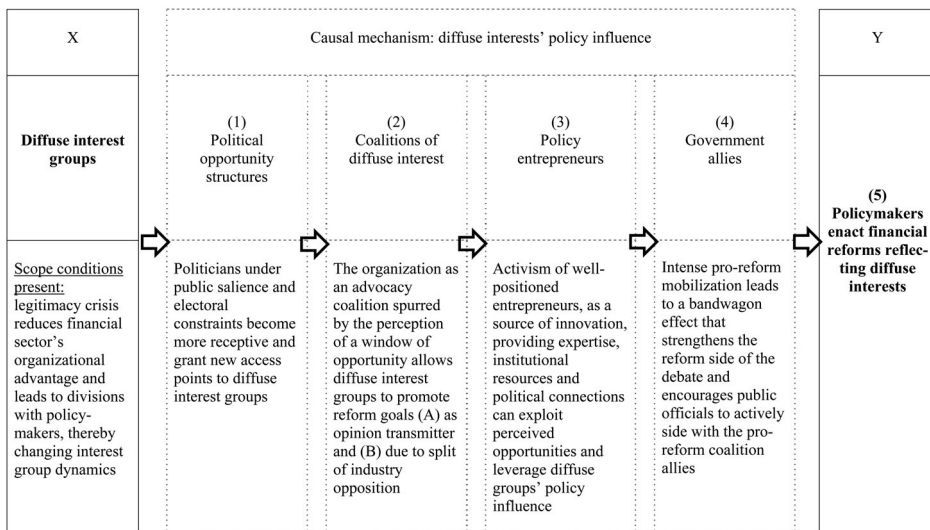 X
Causal mechanism: diffuse interests' policy influence
Y
Diffuse interest
groups
(1)
Political
opportunity
structures
(2)
Coalitions of
diffuse interest
(3)
Policy
entrepreneurs
(4)
Government
allies
(5)
Policymakers
enact financial
reforms reflec-
ting diffuse
interests
Scope conditions
present:
legitimacy crisis
reduces financial
sector's
organizational
advantage and
leads to divisions
with policy-
makers, thereby
changing interest
group dynamics
Politicians under
public salience and
electoral
constraints become
more receptive and
grant new access
points to diffuse
interest groups
The organization as
an advocacy
coalition spurred
by the perception
of a window of
opportunity allows
diffuse interest
groups to promote
reform goals (A) as
opinion transmitter
and (B) due to split
of industry
opposition
Activism of well-
positioned
entrepreneurs, as a
source of innovation,
providing expertise,
institutional
resources and
political connections
can exploit
perceived
opportunities and
leverage diffuse
groups' policy
influence
Intense pro-reform
mobilization leads
to a bandwagon
effect that
strengthens the
reform side of the
debate and
encourages public
officials to actively
side with the pro-
reform coalition
allies